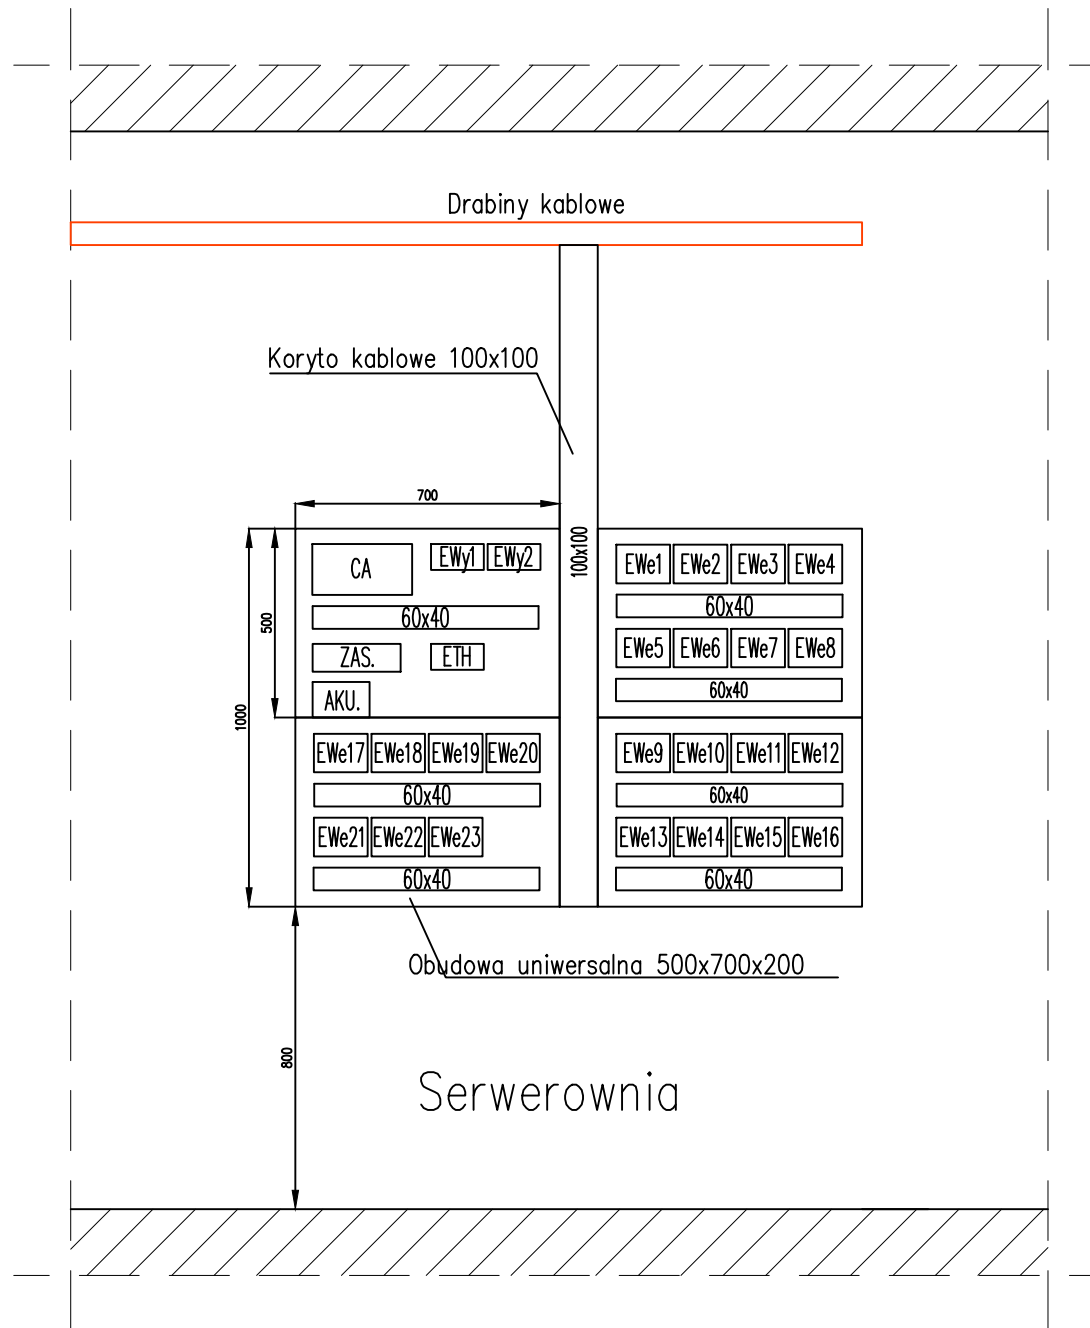 Drabiny kablowe
Koryto kablowe 100x100
700
100x100
500
1000
CA
EWy1
EWy2
60x40
ZAS.
ETH
AKU.
EWe1
EWe2
EWe3
EWe4
60x40
EWe5
EWe6
EWe7
EWe8
60x40
EWe17
EWe18
EWe19
EWe20
60x40
EWe21
EWe22
EWe23
60x40
EWe9
EWe10
EWe11
EWe12
60x40
EWe13
EWe14
EWe15
EWe16
60x40
Obudowa uniwersalna 500x700x200
800
Serwerownia